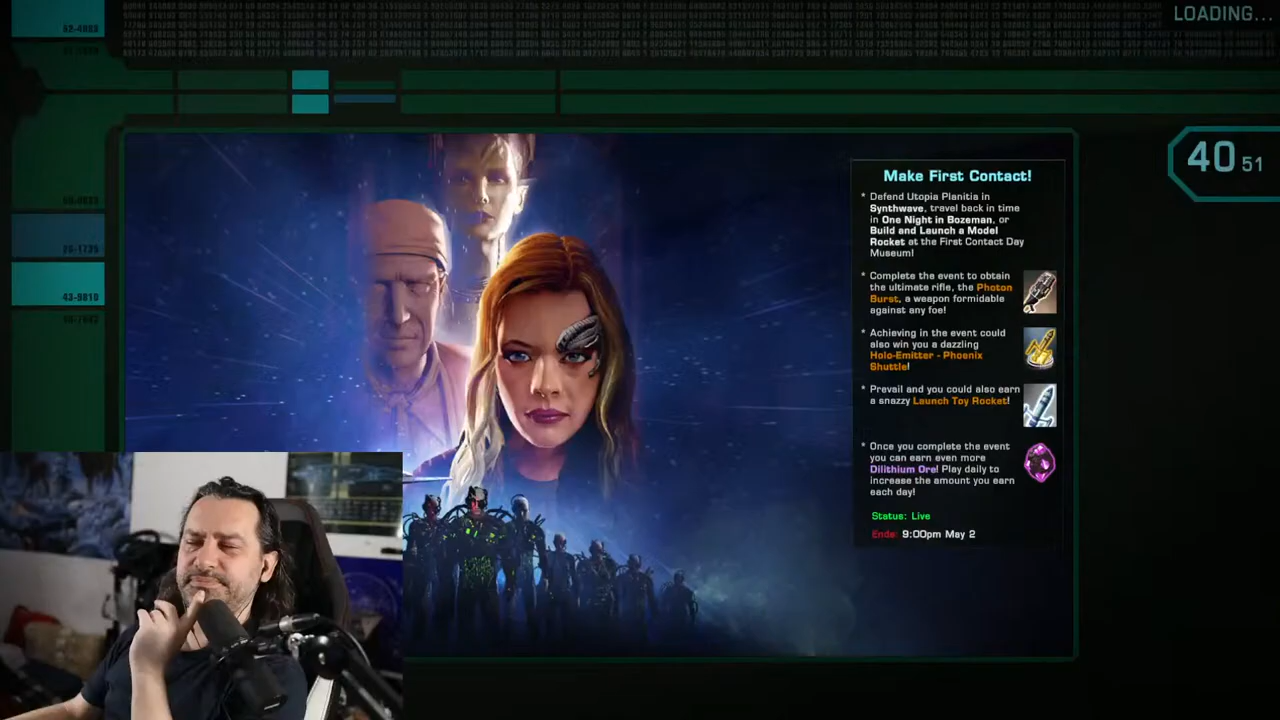 52-4903
LOADING...
40 51
Make First Contact!
* Defend Utopia Planitia in
Synthwave, travel back in time
in One Night in Bozeman, or
Build and Launch a Model
Rocket at the First Contact Day
Museum!
* Complete the event to obtain
the ultimate rifle, the Photon
Burst, a weapon formidable
against any foe!
* Achieving in the event could
also win you a dazzling
Holo-Emitter - Phoenix
Shuttle!
* Prevail and you could also earn
a snazzy Launch Toy Rocket!
* Once you complete the event
you can earn even more
Dilithium Ore! Play daily to
increase the amount you earn
each day!
Status: Live
Ends: 9:00pm May 2